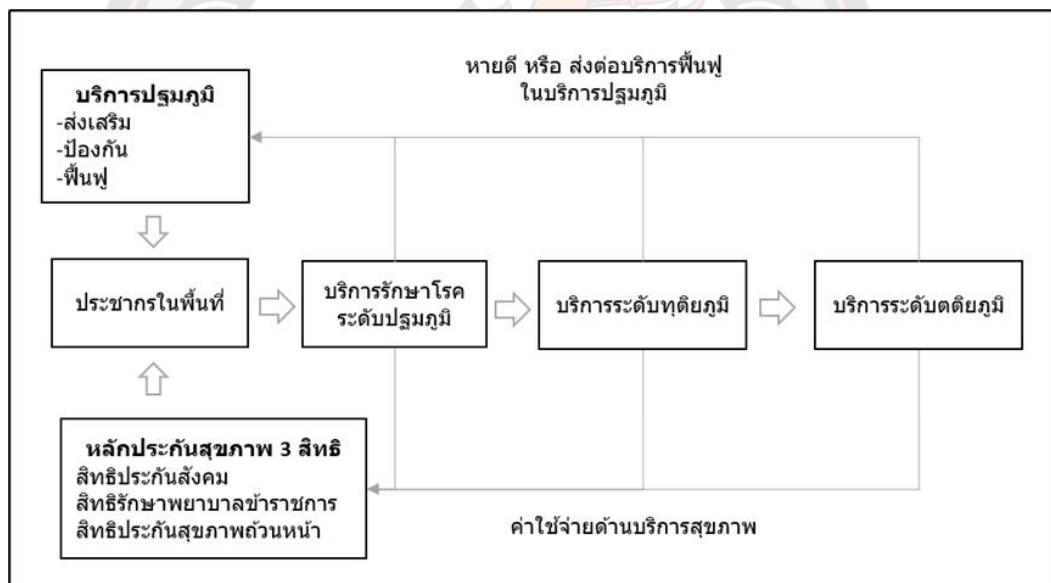 หายดี หรือ ส่งต่อบริการฟื้นฟู
ในบริการปฐมภูมิ
บริการปฐมภูมิ
-ส่งเสริม
-ป้องกัน
-ฟื้นฟู
ประชากรในพื้นที่
บริการรักษาโรค
ระดับปฐมภูมิ
บริการระดับทุติยภูมิ
บริการระดับตติยภูมิ
หลักประกันสุขภาพ 3 สิทธิ
สิทธิประกันสังคม
สิทธิรักษาพยาบาลข้าราชการ
สิทธิประกันสุขภาพถ้วนหน้า
ค่าใช้จ่ายด้านบริการสุขภาพ